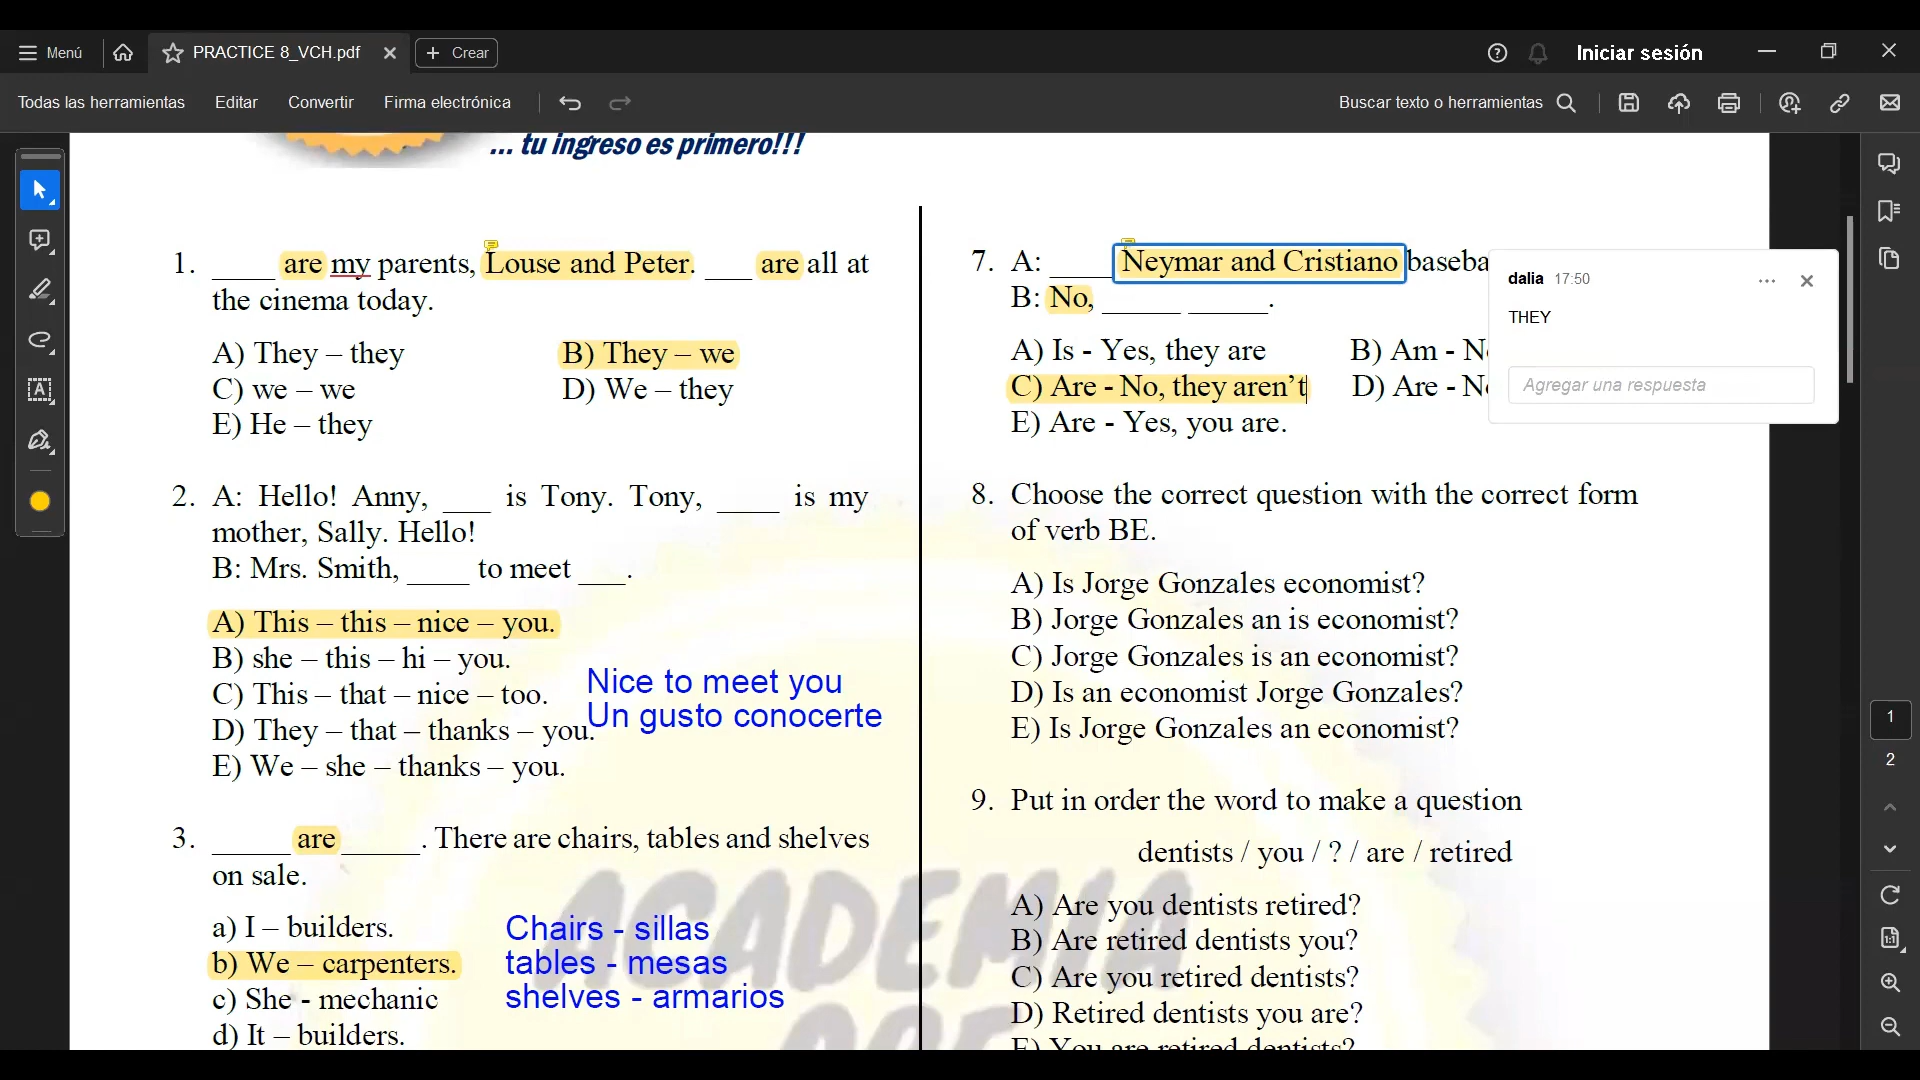 Menú
PRACTICE 8_VCH.pdf
Crear
Iniciar sesión
Todas las herramientas
Editar
Convertir
Firma electrónica
Buscar texto o herramientas
... tu ingreso es primero!!!
1. ____ are my parents, Louse and Peter. ___ are all at
the cinema today.
A) They – they
B) They – we
C) we – we
D) We – they
E) He – they
2. A: Hello! Anny, ___ is Tony. Tony, ____ is my
mother, Sally. Hello!
B: Mrs. Smith, ____ to meet ___.
A) This – this – nice – you.
B) she – this – hi – you.
C) This – that – nice – too.
D) They – that – thanks – you.
E) We – she – thanks – you.
Nice to meet you
Un gusto conocerte
3. _____ are _____. There are chairs, tables and shelves
on sale.
a) I – builders.
b) We – carpenters.
c) She - mechanic
d) It – builders.
Chairs - sillas
tables - mesas
shelves - armarios
ACADEMIA
7. A: ____ Neymar and Cristiano baseba
B: No, _____ _____.
A) Is - Yes, they are
B) Am - N
C) Are - No, they aren’t
D) Are - N
E) Are - Yes, you are.
dalia 17:50
THEY
Agregar una respuesta
8. Choose the correct question with the correct form
of verb BE.
A) Is Jorge Gonzales economist?
B) Jorge Gonzales an is economist?
C) Jorge Gonzales is an economist?
D) Is an economist Jorge Gonzales?
E) Is Jorge Gonzales an economist?
9. Put in order the word to make a question
dentists / you / ? / are / retired
A) Are you dentists retired?
B) Are retired dentists you?
C) Are you retired dentists?
D) Retired dentists you are?
E) You are retired dentists?
1
2